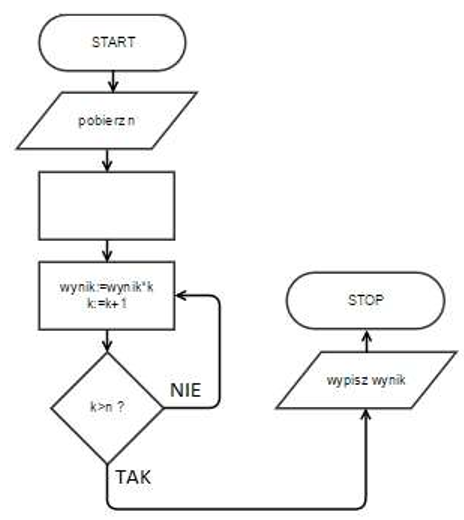 START
pobierz n
wynik:=wynik*k
k:=k+1
k>n ?
NIE
TAK
wypisz wynik
STOP